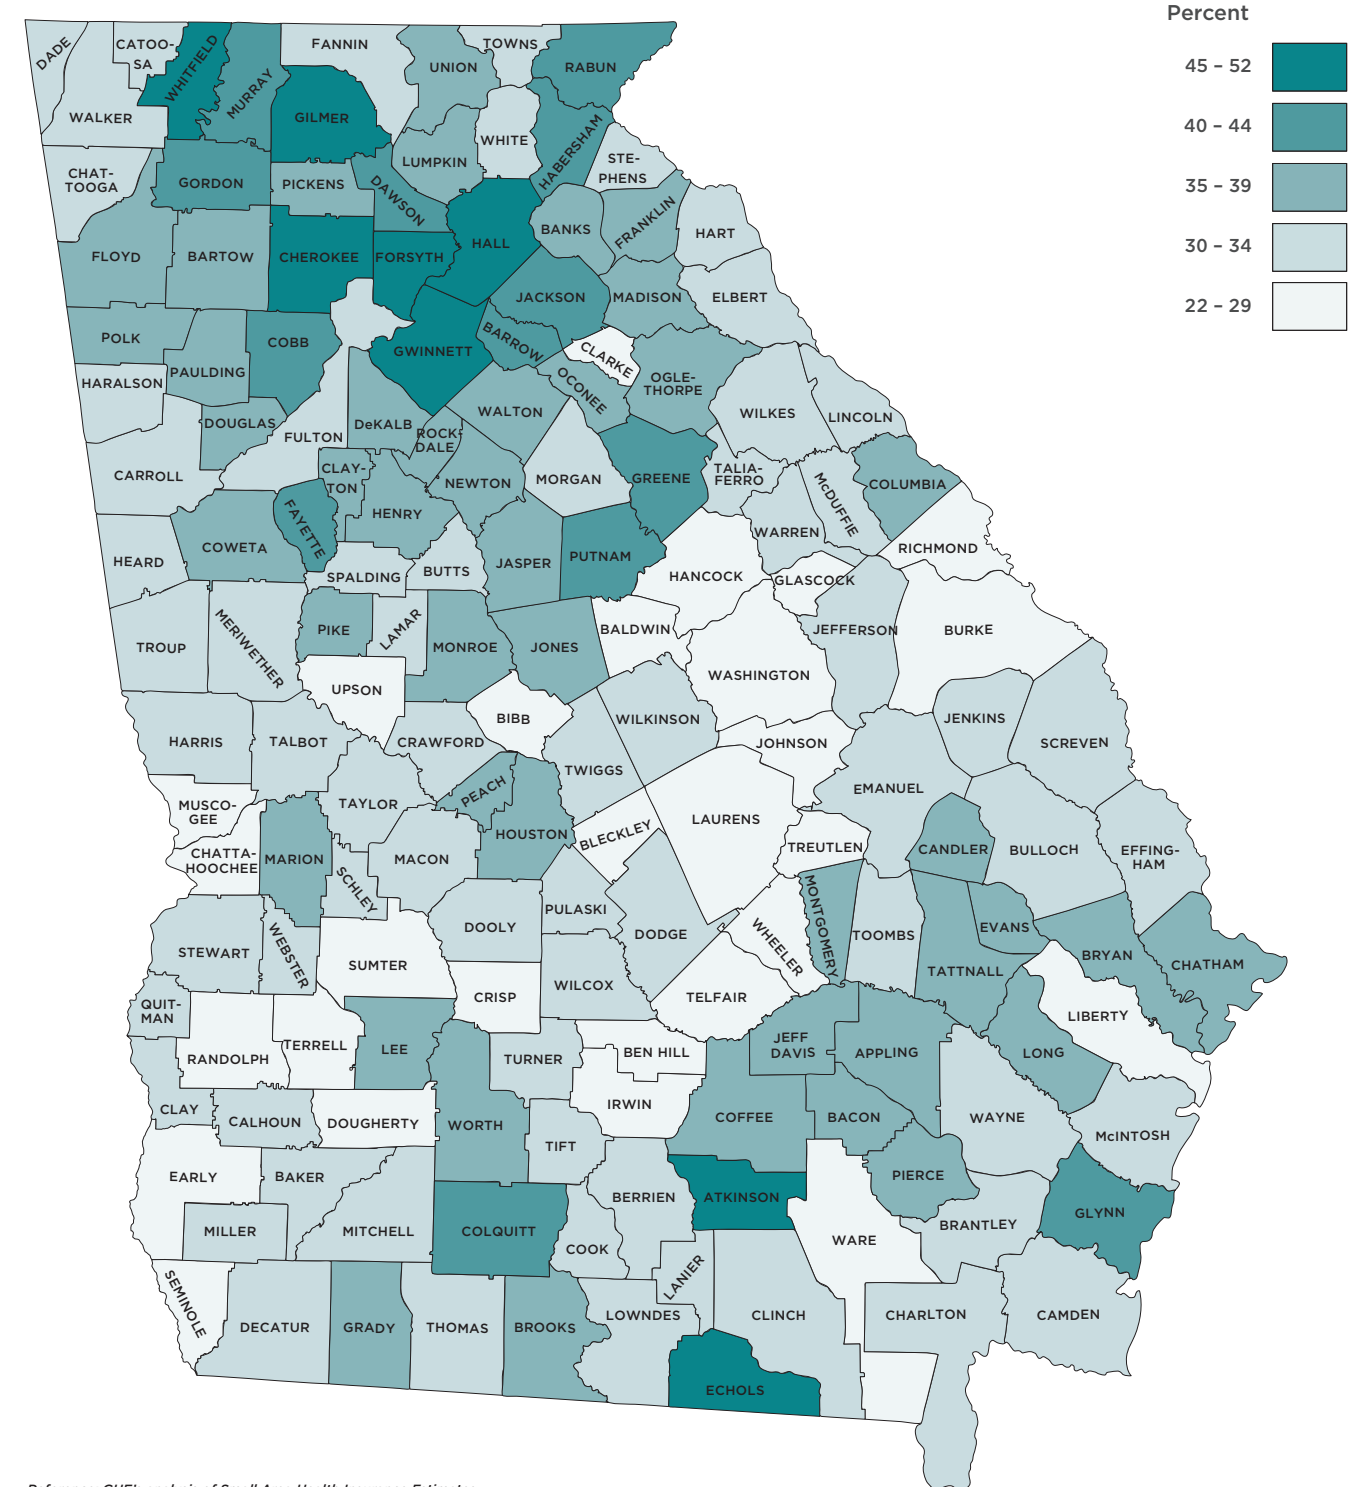 Percent
45 – 52
40 – 44
35 – 39
30 – 34
22 – 29
DADE
CATOO-
SA
WHITFIELD
MURRAY
FANNIN
UNION
TOWNS
RABUN
WALKER
GILMER
LUMPKIN
WHITE
HABERSHAM
STE-
PHENS
CHAT-
TOOGA
GORDON
PICKENS
DAWSON
FLOYD
BARTOW
CHEROKEE
FORSYTH
HALL
BANKS
FRANKLIN
HART
JACKSON
MADISON
ELBERT
POLK
PAULDING
COBB
GWINNETT
BARROW
CLARKE
OCONEE
OGLE-
THORPE
HARALSON
DOUGLAS
FULTON
DeKALB
ROCK-
DALE
WALTON
WILKES
LINCOLN
CARROLL
CLAY-
TON
HENRY
NEWTON
MORGAN
GREENE
TALIA-
FERRO
McDUFFIE
COLUMBIA
HEARD
COWETA
FAYETTE
SPALDING
BUTTS
JASPER
PUTNAM
HANCOCK
WARREN
GLASCOCK
RICHMOND
TROUP
MERIWETHER
PIKE
LAMAR
MONROE
JONES
BALDWIN
WASHINGTON
JEFFERSON
BURKE
UPSON
BIBB
WILKINSON
JENKINS
SCREVEN
HARRIS
TALBOT
CRAWFORD
TWIGGS
JOHNSON
EMANUEL
MUSCO-
GEE
TAYLOR
PEACH
HOUSTON
BLECKLEY
LAURENS
TREUTLEN
CANDLER
BULLOCH
EFFING-
HAM
CHATTA-
HOOCHEE
MARION
SCHLEY
MACON
DOOLY
PULASKI
DODGE
WHEELER
MONTGOMERY
TOOMBS
TATTNALL
EVANS
BRYAN
CHATHAM
STEWART
WEBSTER
SUMTER
CRISP
WILCOX
TELFAIR
LIBERTY
QUIT-
MAN
RANDOLPH
TERRELL
LEE
TURNER
BEN HILL
JEFF
DAVIS
APPLING
LONG
CLAY
CALHOUN
DOUGHERTY
WORTH
TIFT
IRWIN
COFFEE
BACON
WAYNE
McINTOSH
EARLY
BAKER
MILLER
MITCHELL
COLQUITT
COOK
BERRIEN
ATKINSON
WARE
PIERCE
BRANTLEY
GLYNN
SEMINOLE
DECATUR
GRADY
THOMAS
BROOKS
LOWNDES
LANIER
CLINCH
ECHOLS
CHARLTON
CAMDEN